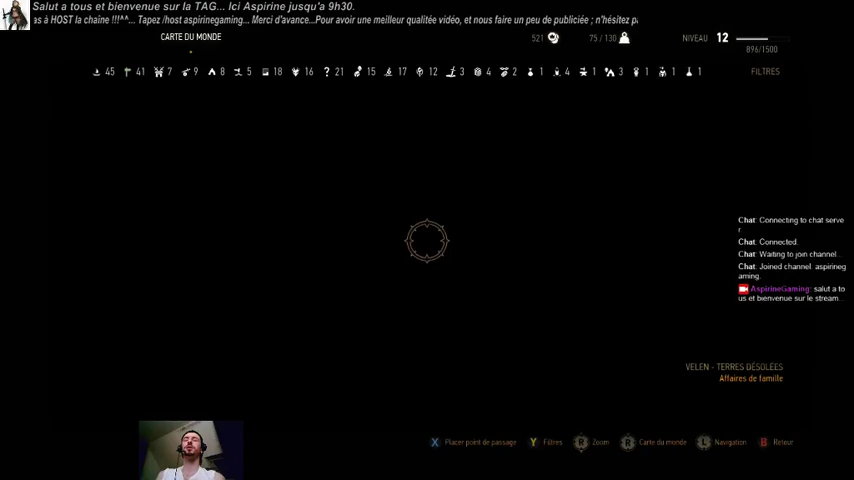 Salut a tous et bienvenue sur la TAG... Ici Aspirine jusqu'a 9h30.
as à HOST la chaîne !!!^^... Tapez /host aspirinegaming... Merci d'avance...Pour avoir une meilleur qualité vidéo, et nous faire un peu de publiciée ; n'hésitez pa
CARTE DU MONDE
521
75 / 130
NIVEAU 12
896/1500
45 41 7 9 8 5 18 16 ? 21 15 17 12 3 4 2 1 4 1 3 1 1 1
FILTRES
Chat: Connecting to chat serve
r.
Chat: Connected.
Chat: Waiting to join channel...
Chat: Joined channel: aspirineg
aming.
AspirineGaming: salut a to
us et bienvenue sur le stream...
VELEN - TERRES DÉSOLÉES
Affaires de famille
X Placer point de passage Y Filtres R Zoom R Carte du monde L Navigation B Retour